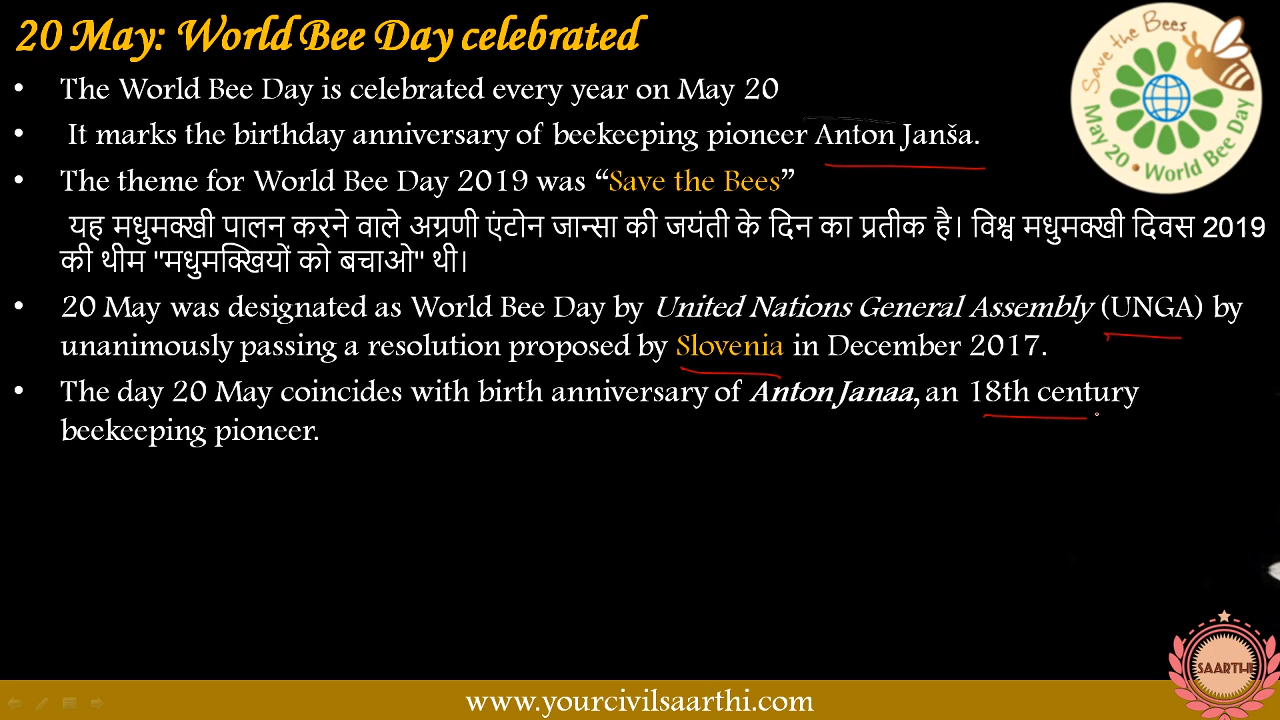 20 May: World Bee Day celebrated
Save the Bees
May 20 • World Bee Day
• The World Bee Day is celebrated every year on May 20
• It marks the birthday anniversary of beekeeping pioneer Anton Janša.
• The theme for World Bee Day 2019 was “Save the Bees”
यह मधुमक्खी पालन करने वाले अग्रणी एंटोन जान्सा की जयंती के दिन का प्रतीक है। विश्व मधुमक्खी दिवस 2019
की थीम "मधुमक्खियों को बचाओ" थी।
• 20 May was designated as World Bee Day by United Nations General Assembly (UNGA) by
unanimously passing a resolution proposed by Slovenia in December 2017.
• The day 20 May coincides with birth anniversary of Anton Janaa, an 18th century
beekeeping pioneer.
SAARTHI
www.yourcivilsaarthi.com